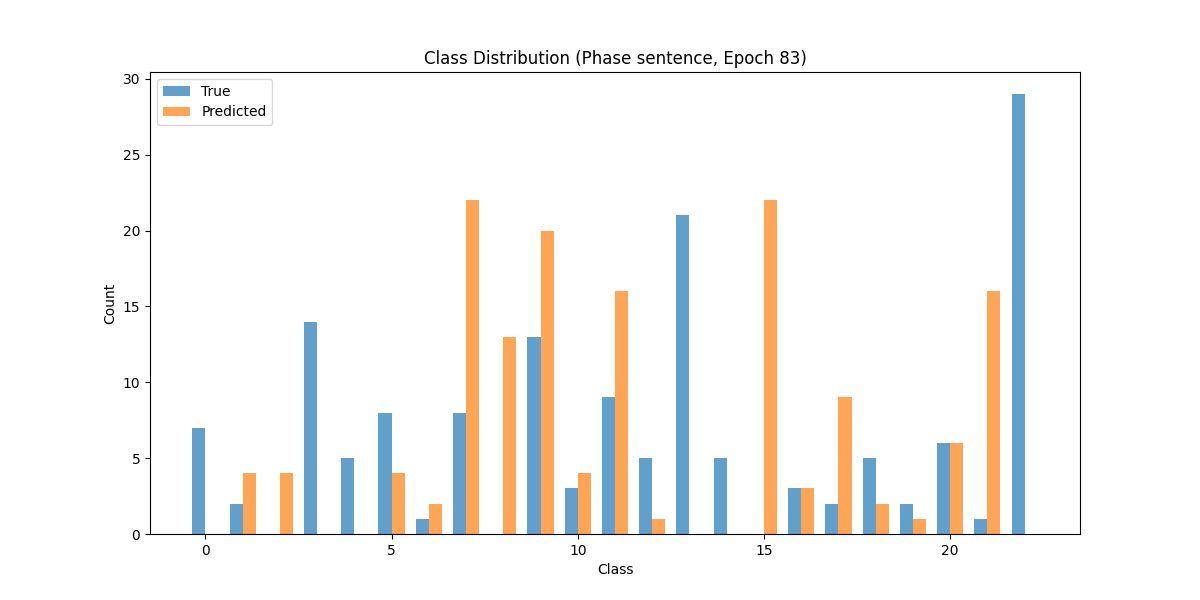 Class Distribution (Phase sentence, Epoch 83)
True
Predicted
30
25
20
15
10
5
0
Count
0 5 10 15 20
Class